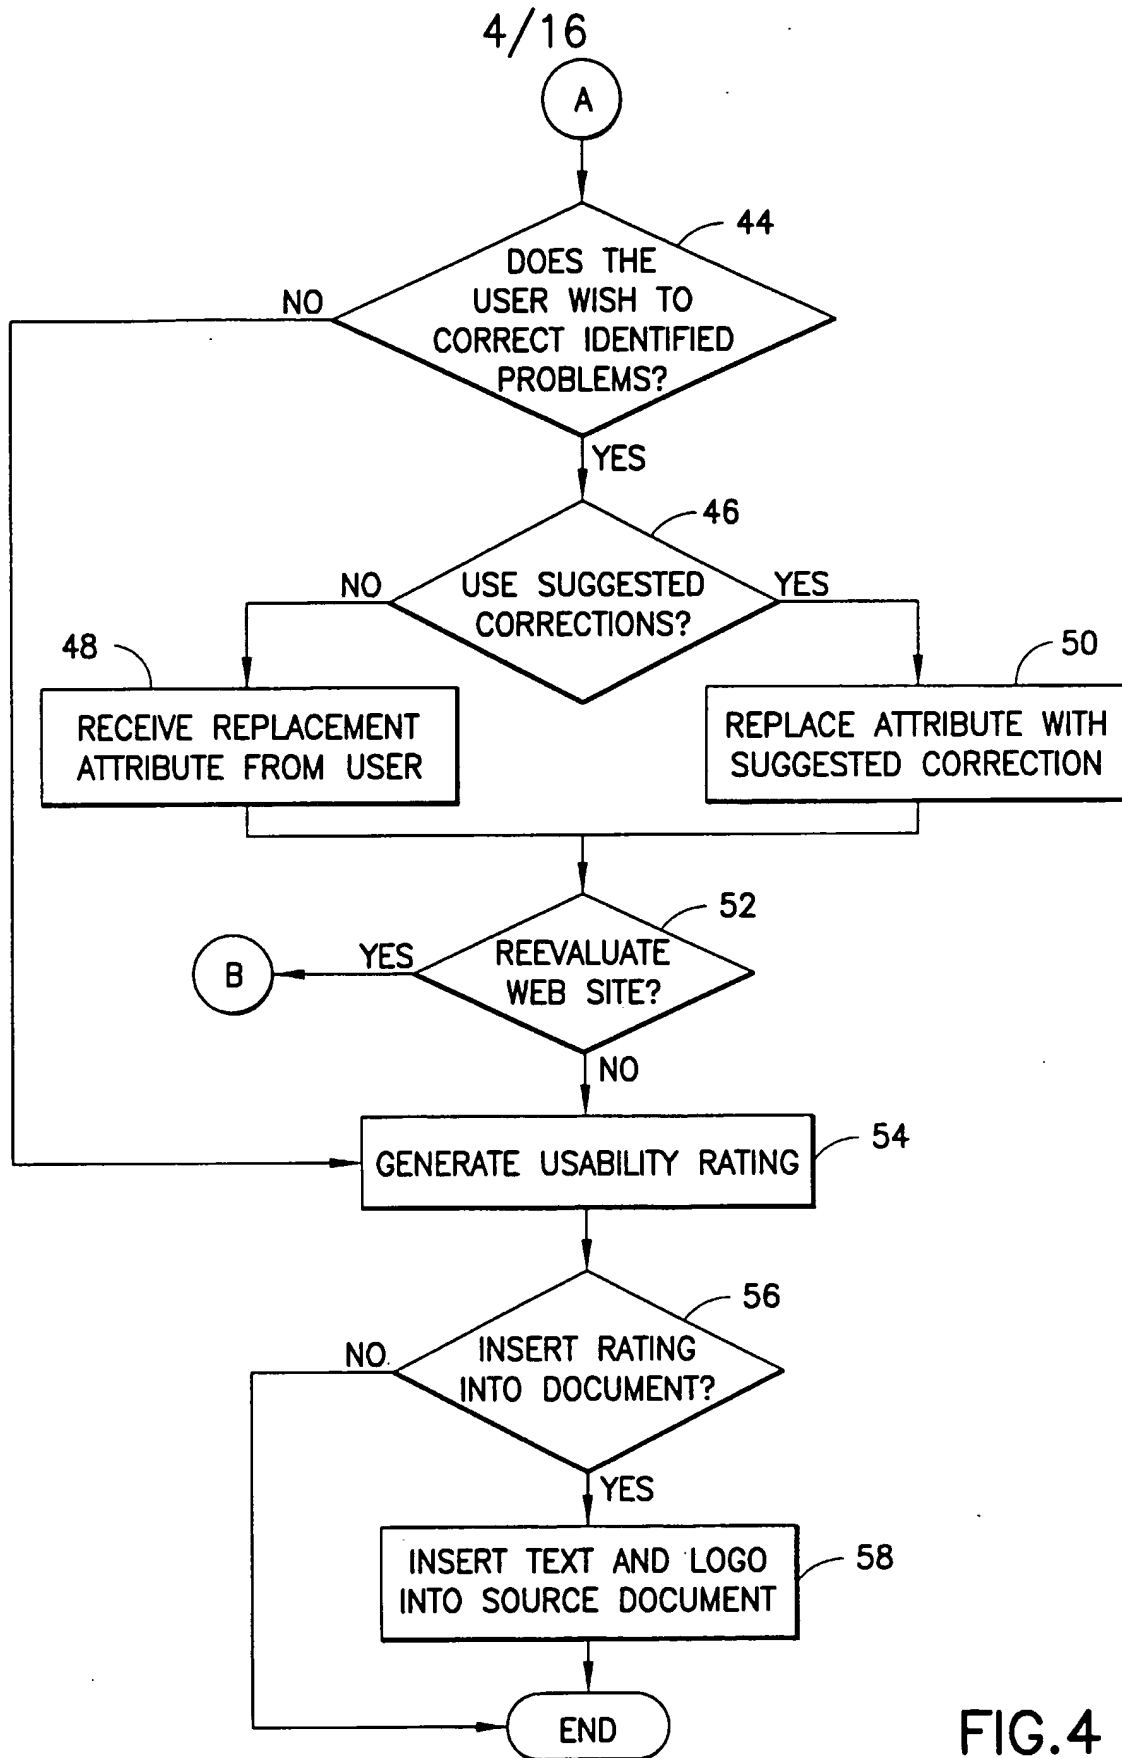 4/16
A
44
DOES THE
USER WISH TO
CORRECT IDENTIFIED
PROBLEMS?
NO
YES
46
USE SUGGESTED
CORRECTIONS?
NO
YES
48
RECEIVE REPLACEMENT
ATTRIBUTE FROM USER
50
REPLACE ATTRIBUTE WITH
SUGGESTED CORRECTION
52
REEVALUATE
WEB SITE?
YES
B
NO
GENERATE USABILITY RATING
54
56
INSERT RATING
INTO DOCUMENT?
NO
YES
INSERT TEXT AND LOGO
INTO SOURCE DOCUMENT
58
END
FIG.4